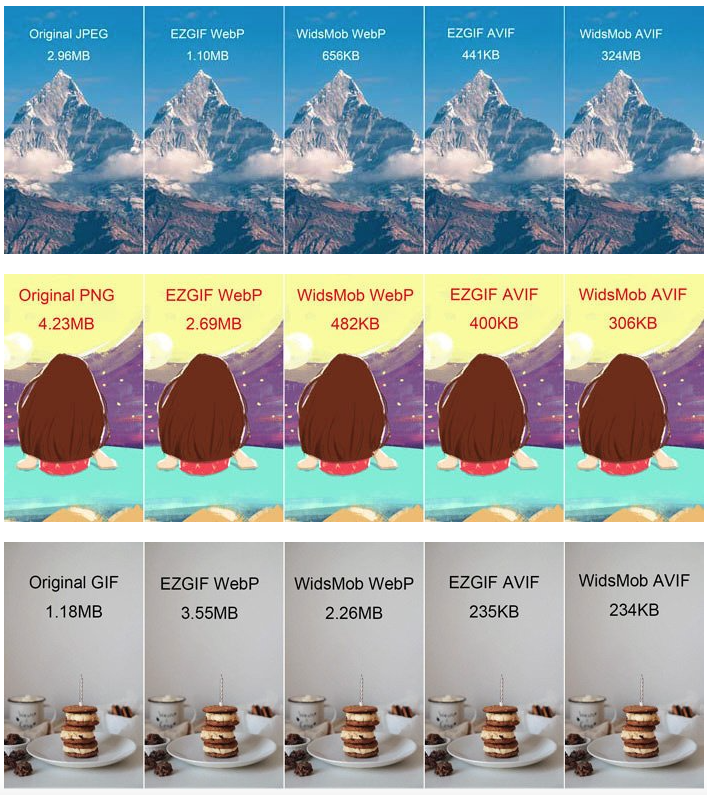 Original JPEG
2.96MB
EZGIF WebP
1.10MB
WidsMob WebP
656KB
EZGIF AVIF
441KB
WidsMob AVIF
324MB
Original PNG
4.23MB
EZGIF WebP
2.69MB
WidsMob WebP
482KB
EZGIF AVIF
400KB
WidsMob AVIF
306KB
Original GIF
1.18MB
EZGIF WebP
3.55MB
WidsMob WebP
2.26MB
EZGIF AVIF
235KB
WidsMob AVIF
234KB